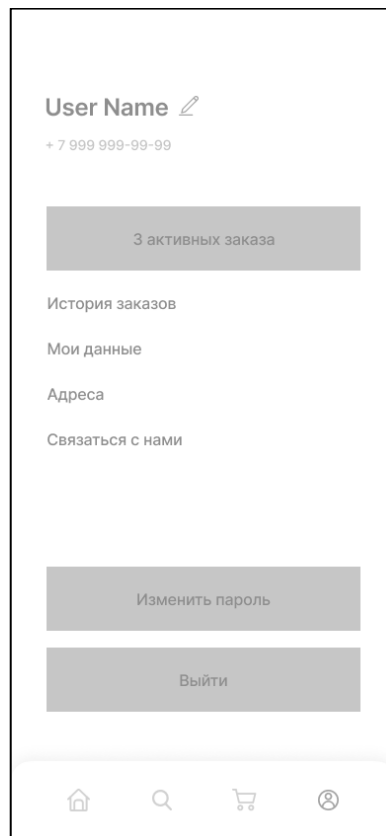 User Name
+ 7 999 999-99-99
3 активных заказа
История заказов
Мои данные
Адреса
Связаться с нами
Изменить пароль
Выйти